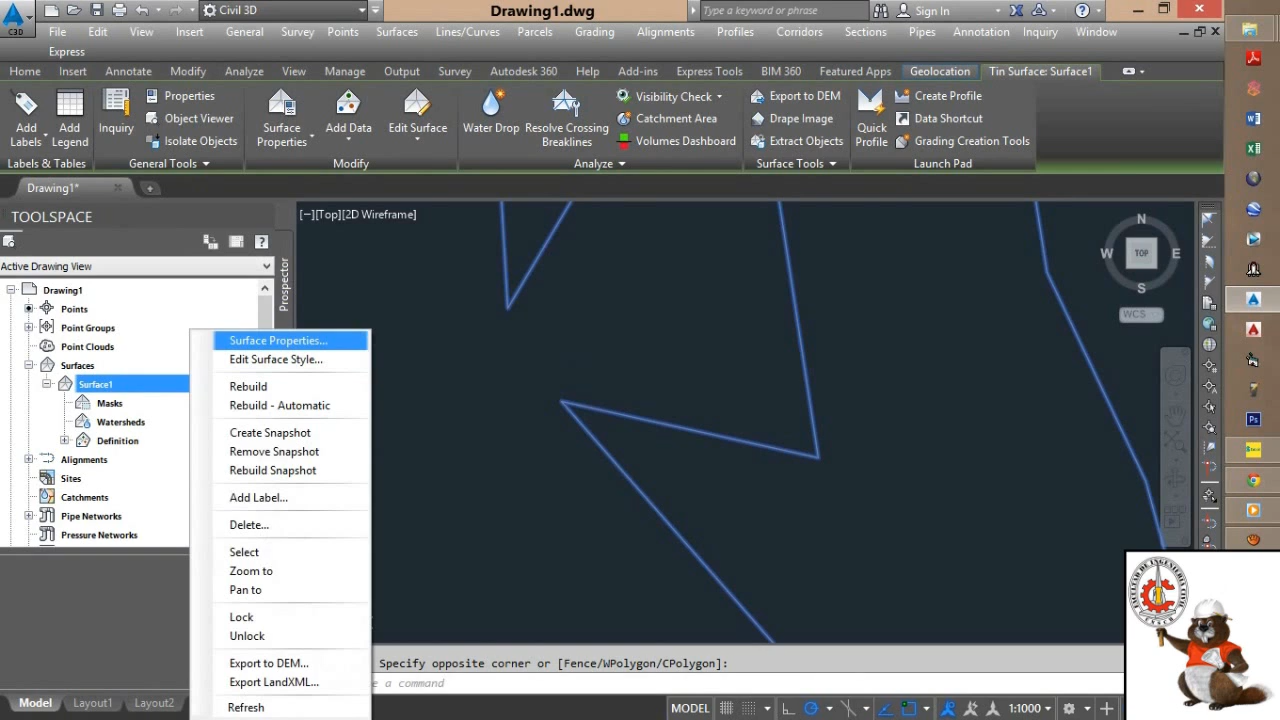 Civil 3D
Drawing1.dwg
Type a keyword or phrase
Sign In
C3D
File Edit View Insert General Survey Points Surfaces Lines/Curves Parcels Grading Alignments Profiles Corridors Sections Pipes Annotation Inquiry Window
Express
Home Insert Annotate Modify Analyze View Manage Output Survey Autodesk 360 Help Add-ins Express Tools BIM 360 Featured Apps Geolocation Tin Surface: Surface1
Add Labels
Add Legend
Labels & Tables
Inquiry
Properties
Object Viewer
Isolate Objects
General Tools
Surface Properties
Add Data
Edit Surface
Modify
Water Drop
Resolve Crossing Breaklines
Visibility Check
Catchment Area
Volumes Dashboard
Analyze
Export to DEM
Drape Image
Extract Objects
Surface Tools
Quick Profile
Create Profile
Data Shortcut
Grading Creation Tools
Launch Pad
Drawing1*
TOOLSPACE
Active Drawing View
Prospector
Drawing1
Points
Point Groups
Point Clouds
Surfaces
Surface1
Masks
Watersheds
Definition
Alignments
Sites
Catchments
Pipe Networks
Pressure Networks
Surface Properties...
Edit Surface Style...
Rebuild
Rebuild - Automatic
Create Snapshot
Remove Snapshot
Rebuild Snapshot
Add Label...
Delete...
Select
Zoom to
Pan to
Lock
Unlock
Export to DEM...
Export LandXML...
Refresh
[−][Top][2D Wireframe]
N
W TOP E
S
WCS
Specify opposite corner or [Fence/WPolygon/CPolygon]:
e a command
Model Layout1 Layout2
MODEL
1:1000
Ps